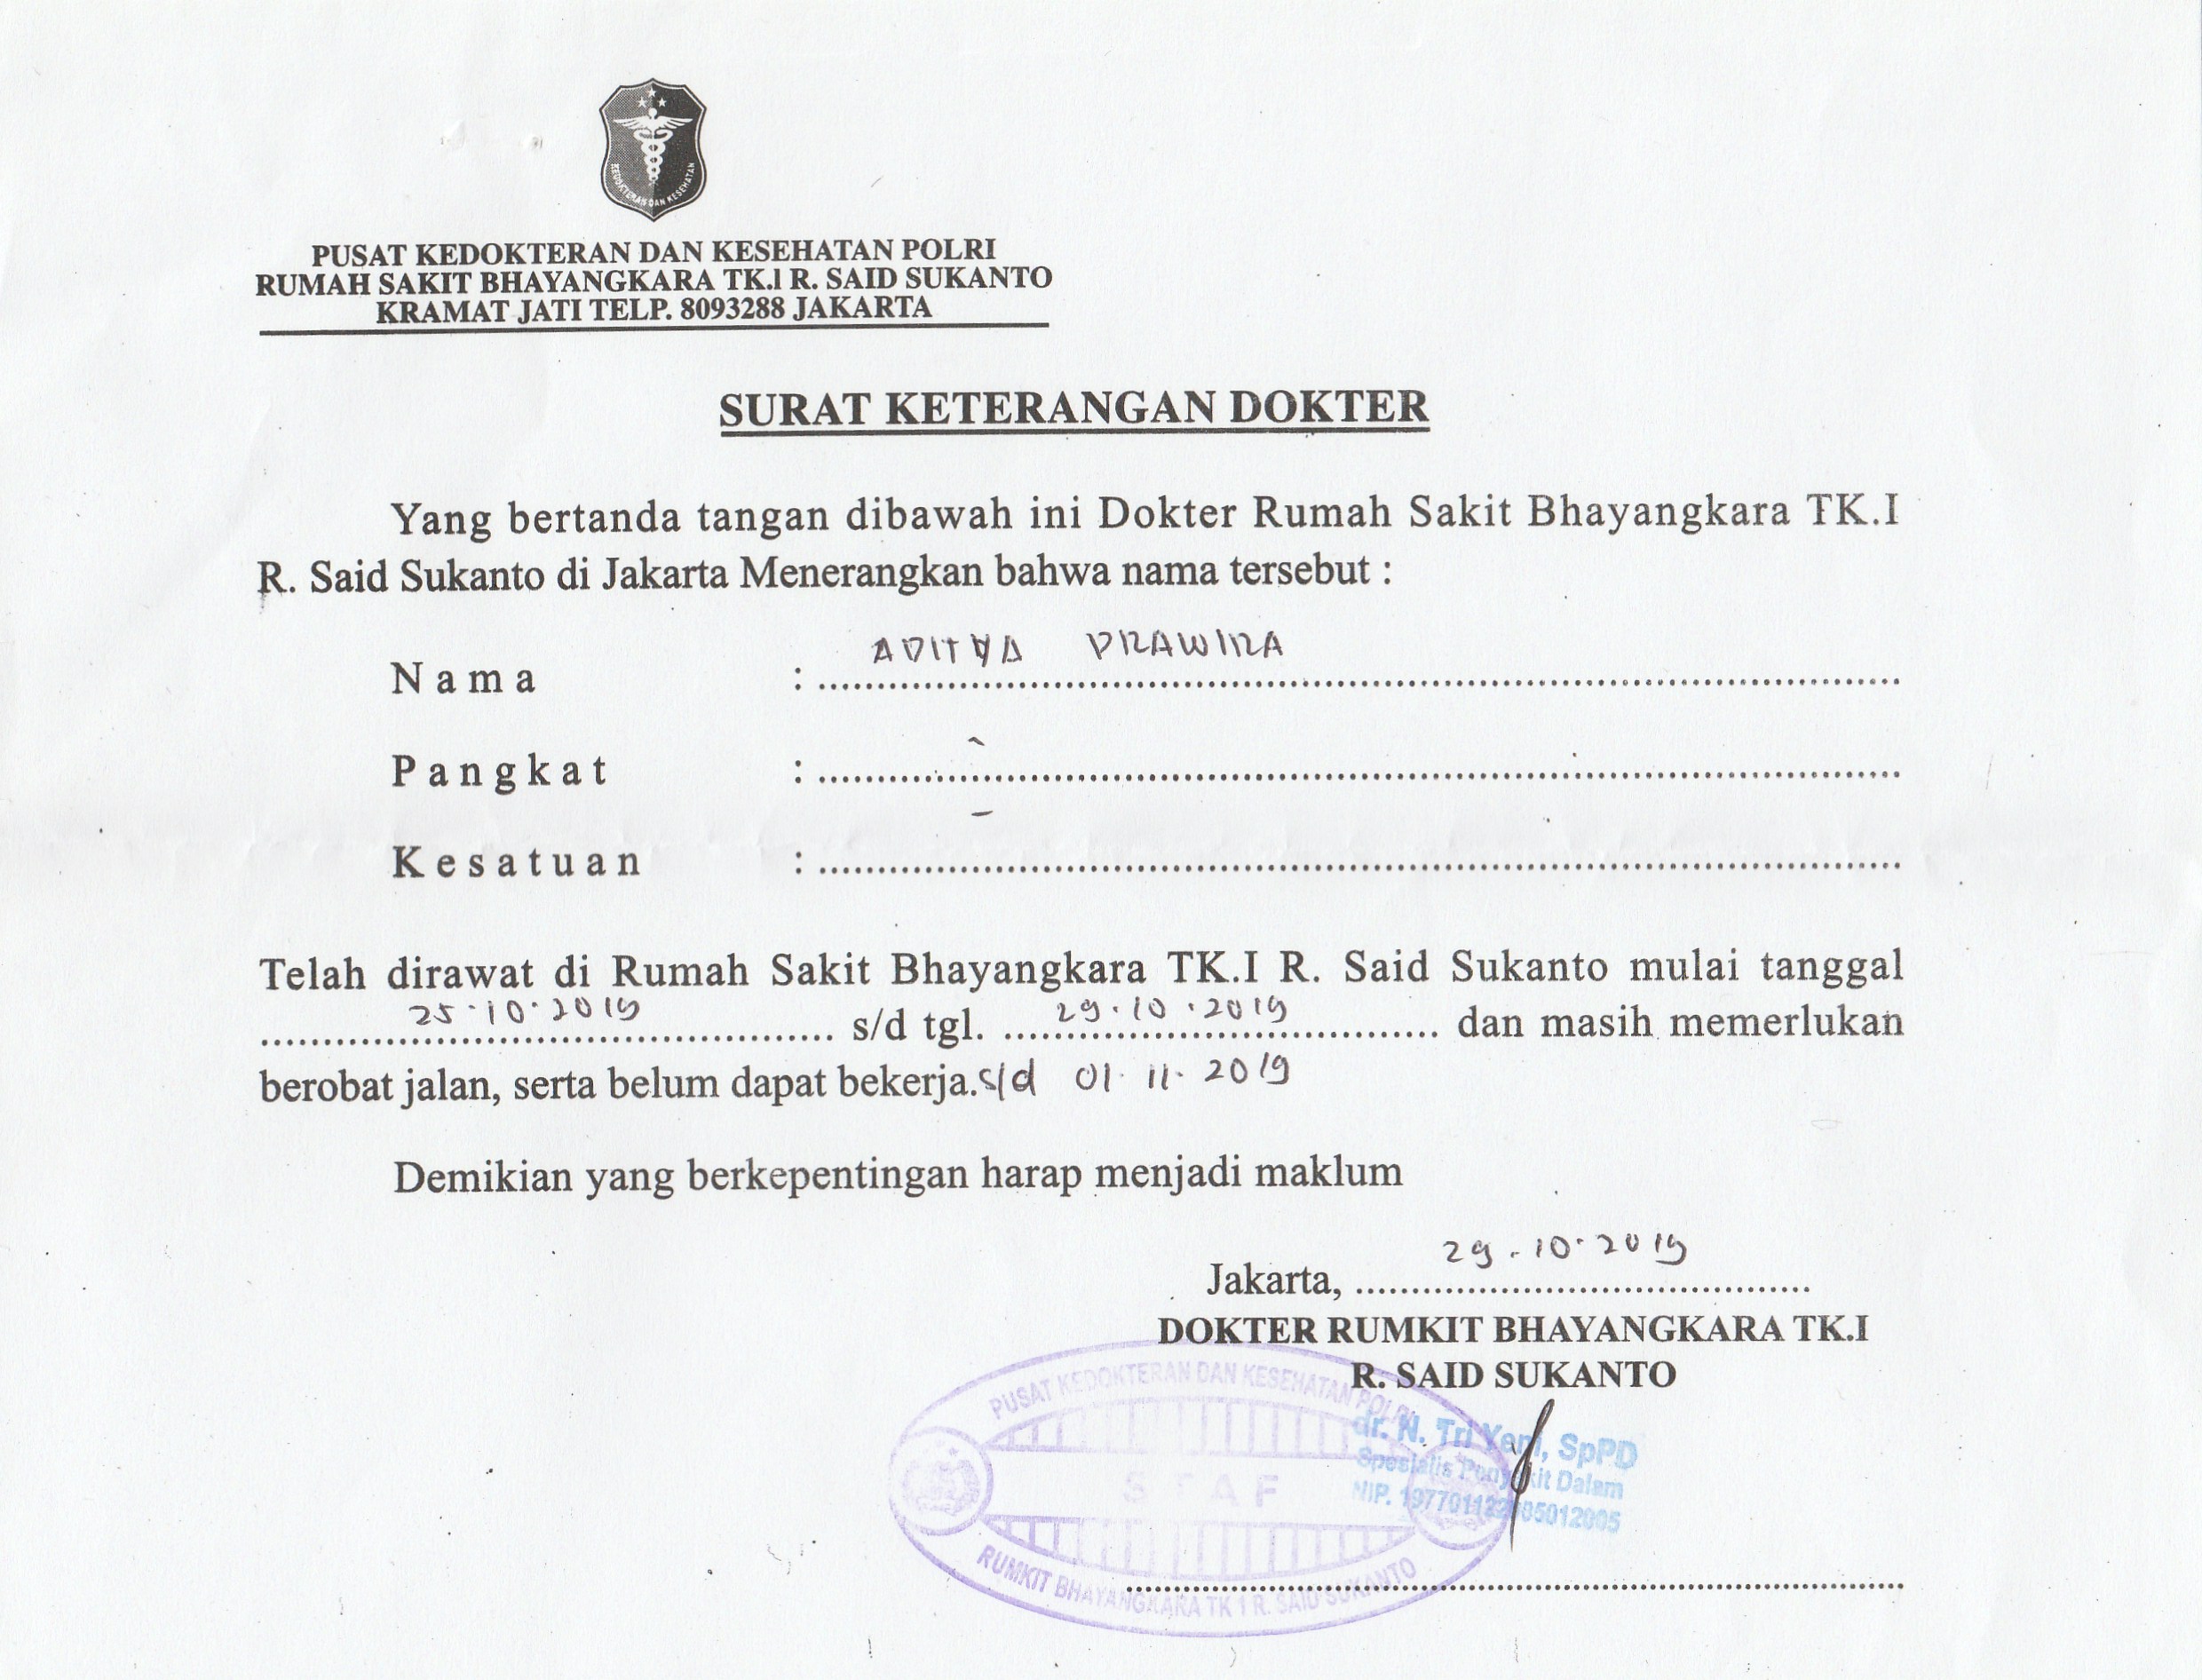 KEDOKTERAN DAN KESEHATAN
PUSAT KEDOKTERAN DAN KESEHATAN POLRI
RUMAH SAKIT BHAYANGKARA TK.I R. SAID SUKANTO
KRAMAT JATI TELP. 8093288 JAKARTA
SURAT KETERANGAN DOKTER
Yang bertanda tangan dibawah ini Dokter Rumah Sakit Bhayangkara TK.I
R. Said Sukanto di Jakarta Menerangkan bahwa nama tersebut :
Nama : ADITYA PRAWIRA
Pangkat : -
Kesatuan : -
Telah dirawat di Rumah Sakit Bhayangkara TK.I R. Said Sukanto mulai tanggal
25.10.2019 s/d tgl. 29.10.2019 dan masih memerlukan
berobat jalan, serta belum dapat bekerja. s/d 01.11.2019
Demikian yang berkepentingan harap menjadi maklum
Jakarta, 29.10.2019
DOKTER RUMKIT BHAYANGKARA TK.I
R. SAID SUKANTO
PUSAT KEDOKTERAN DAN KESEHATAN POLRI
STAF
RUMKIT BHAYANGKARA TK I R. SAID SUKANTO
dr. N. Tri Yeni, SpPD
Spesialis Penyakit Dalam
NIP.